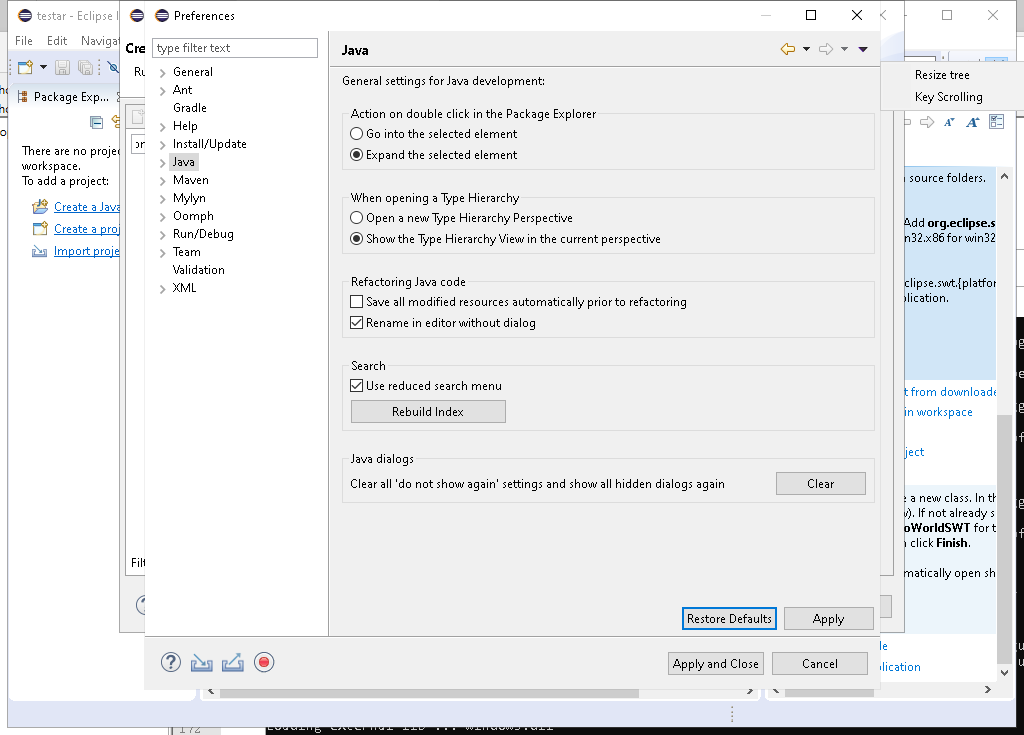 testar - Eclipse I
Preferences
File Edit Navigat
Cre
type filter text
Java
Resize tree
Key Scrolling
Ru
General
General settings for Java development:
Package Exp...
Ant
Gradle
Action on double click in the Package Explorer
Help
Go into the selected element
Install/Update
Expand the selected element
There are no projec
workspace.
To add a project:
Java
Maven
Mylyn
Oomph
Run/Debug
Team
Validation
XML
source folders.
When opening a Type Hierarchy
Create a Java
Open a new Type Hierarchy Perspective
Add org.eclipse.s
Create a proj
Show the Type Hierarchy View in the current perspective
n32.x86 for win32
Import proje
Refactoring Java code
clipse.swt.{platfor
Save all modified resources automatically prior to refactoring
plication.
Rename in editor without dialog
Search
Use reduced search menu
t from downloade
Rebuild Index
in workspace
ject
Java dialogs
Clear all 'do not show again' settings and show all hidden dialogs again
Clear
e a new class. In th
v). If not already s
oWorldSWT for t
click Finish.
Filt
matically open sh
Restore Defaults
Apply
le
Apply and Close
Cancel
plication
172
Loading external lib ... windows.dll